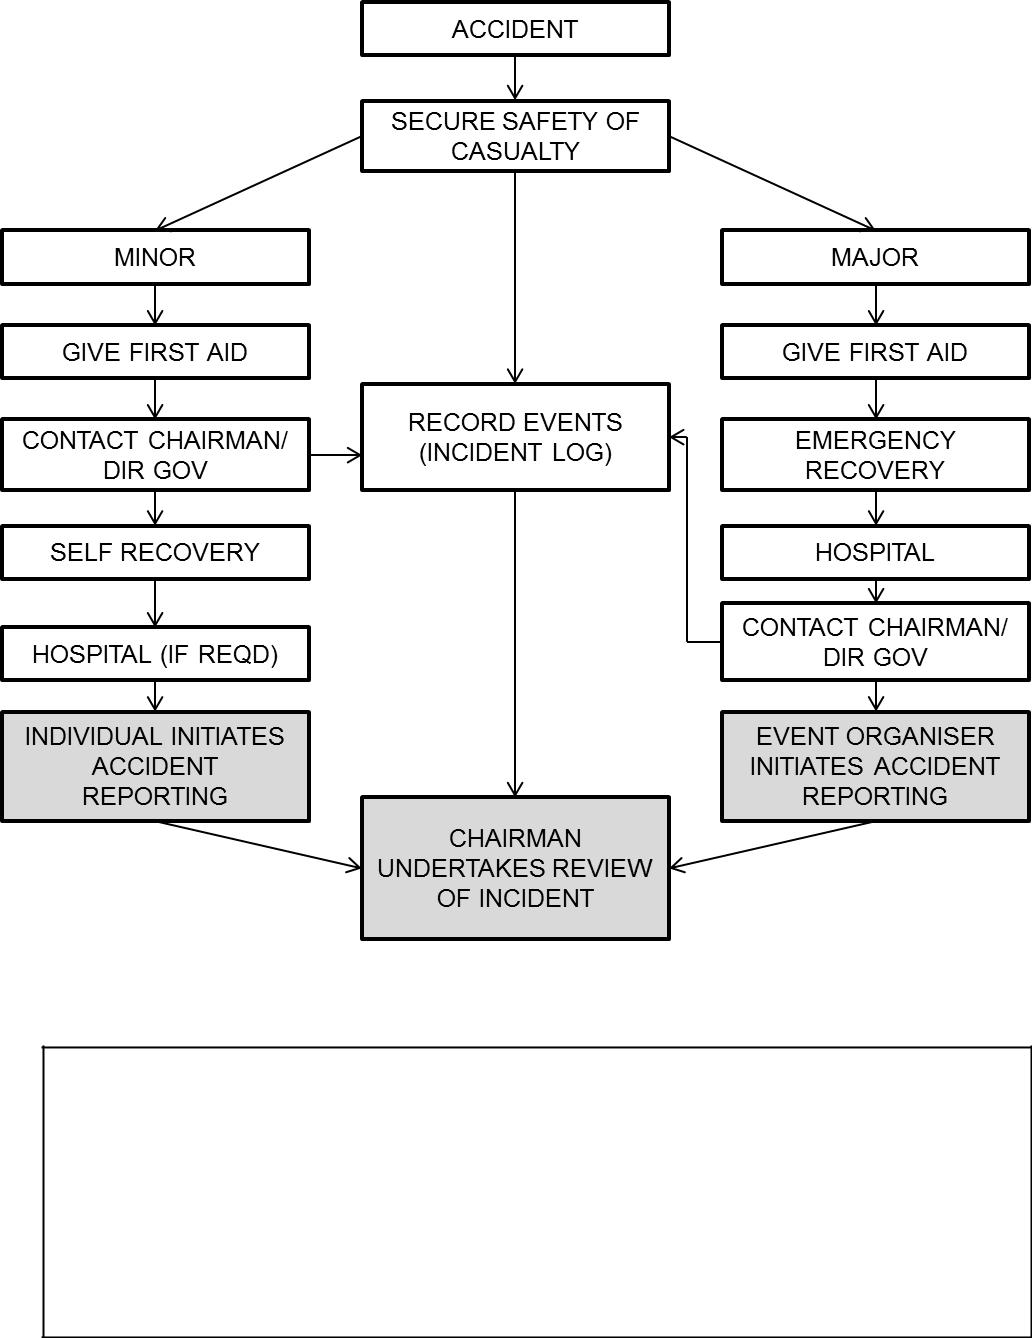 ACCIDENT
SECURE SAFETY OF
CASUALTY
MINOR
GIVE FIRST AID
CONTACT CHAIRMAN/
DIR GOV
SELF RECOVERY
HOSPITAL (IF REQD)
INDIVIDUAL INITIATES
ACCIDENT
REPORTING
RECORD EVENTS
(INCIDENT LOG)
MAJOR
GIVE FIRST AID
EMERGENCY
RECOVERY
HOSPITAL
CONTACT CHAIRMAN/
DIR GOV
EVENT ORGANISER
INITIATES ACCIDENT
REPORTING
CHAIRMAN
UNDERTAKES REVIEW
OF INCIDENT